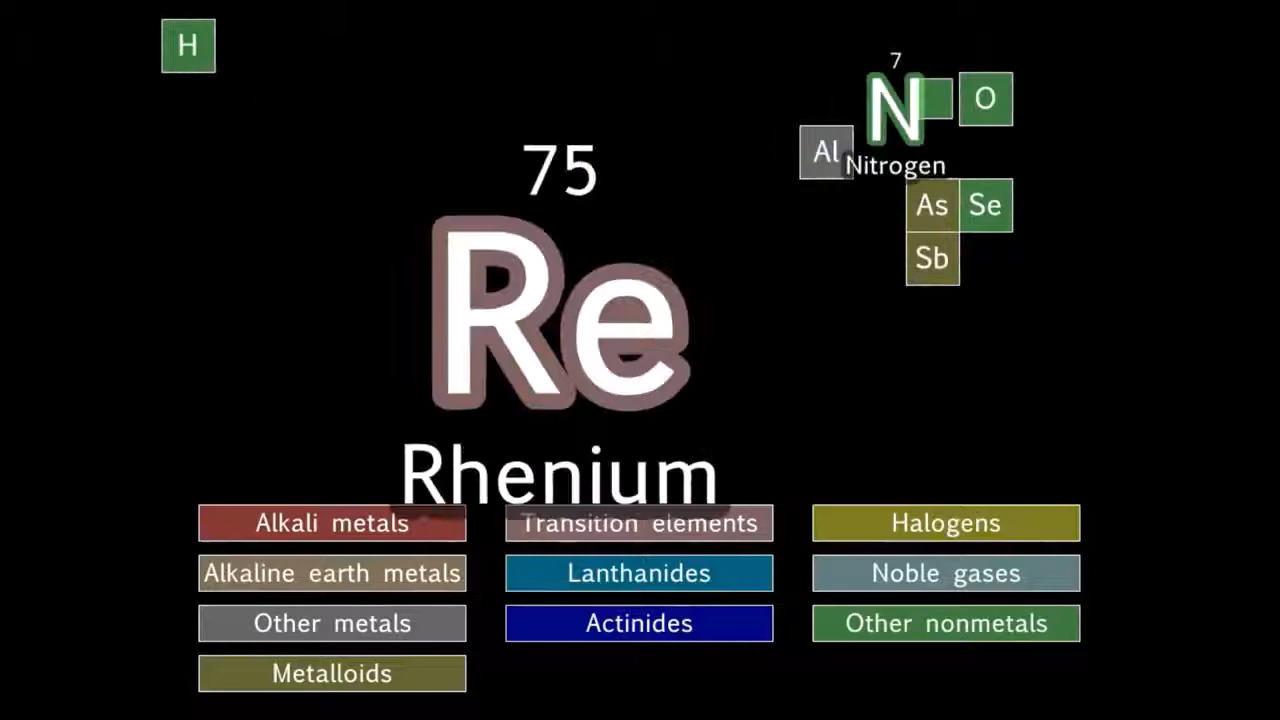 H
7
N
O
Al
Nitrogen
As Se
Sb
75
Re
Rhenium
Alkali metals
Transition elements
Halogens
Alkaline earth metals
Lanthanides
Noble gases
Other metals
Actinides
Other nonmetals
Metalloids